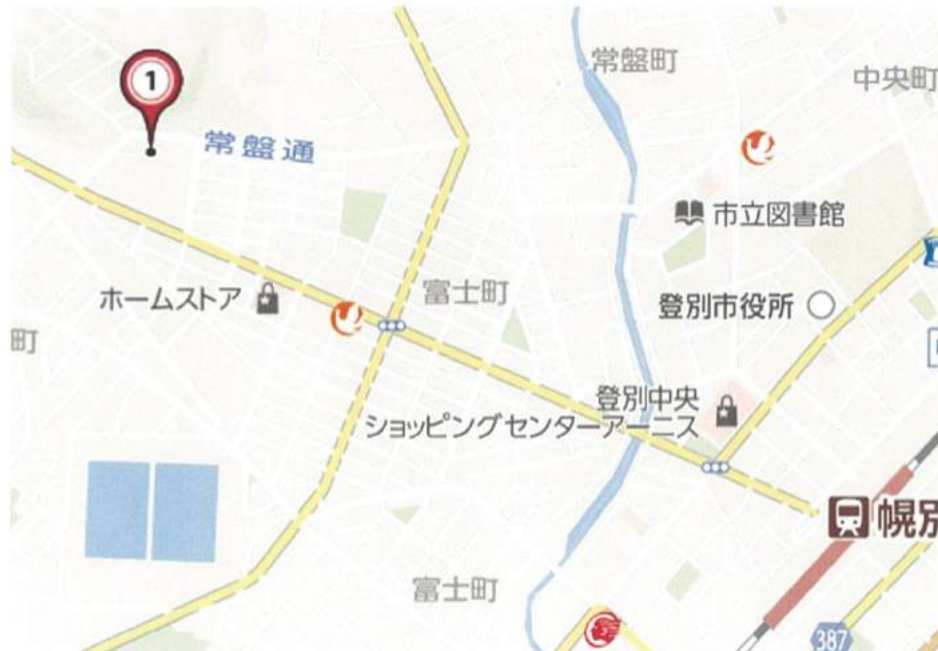 常盤町
中央町
1
常盤通
市立図書館
ホームストア
富士町
登別市役所
町
登別中央
ショッピングセンターアーニス
幌別
富士町
387